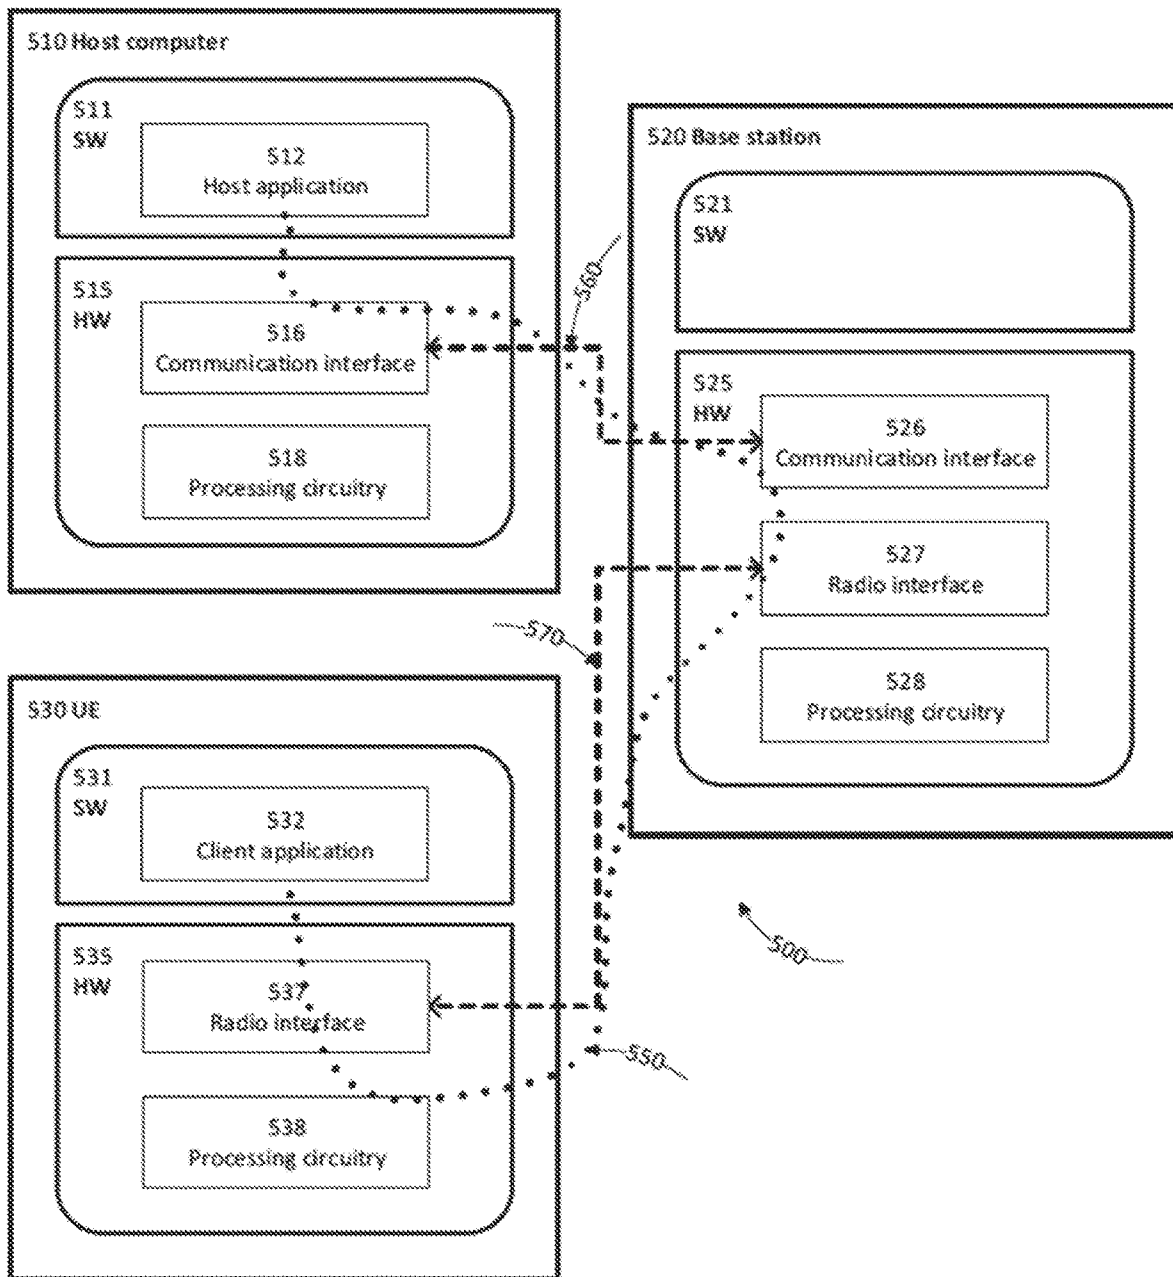 510 Host computer
511
SW
512
Host application
515
HW
516
Communication interface
518
Processing circuitry
520 Base station
521
SW
560
525
HW
526
Communication interface
527
Radio interface
528
Processing circuitry
570
530 UE
531
SW
532
Client application
535
HW
537
Radio interface
538
Processing circuitry
500
550